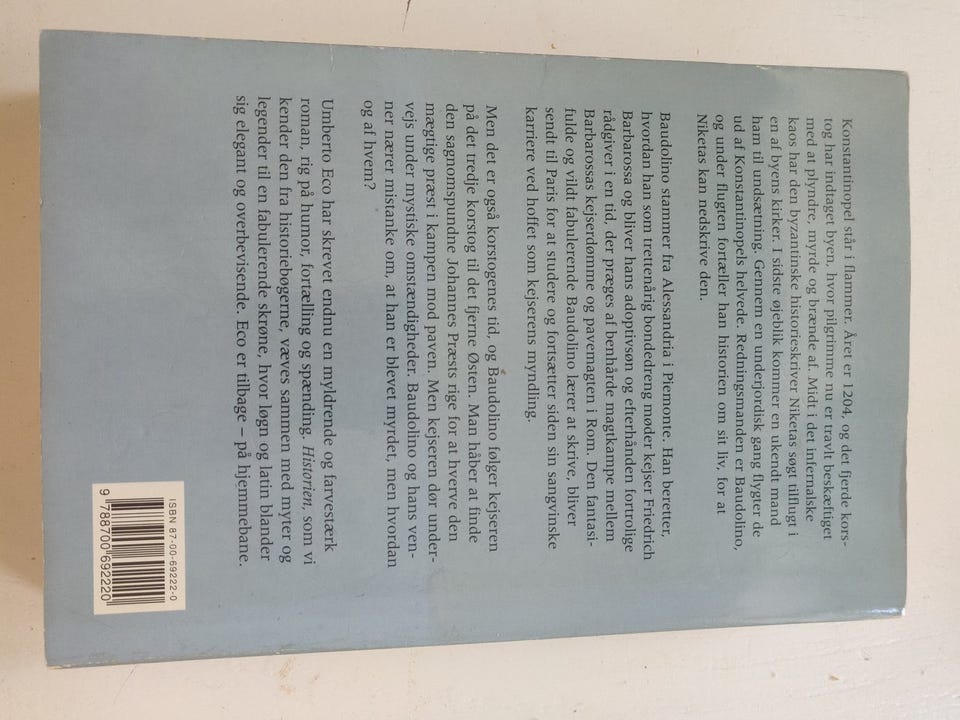 Konstantinopel står i flammer. Året er 1204, og det fjerde kors-
tog har indtaget byen, hvor pilgrimme nu er travlt beskæftiget
med at plyndre, myrde og brænde af. Midt i det infernalske
kaos har den byzantinske historieskriver Niketas søgt tilflugt i
en af byens kirker. I sidste øjeblik kommer en ukendt mand
ham til undsætning. Gennem en underjordisk gang flygter de
ud af Konstantinopels helvede. Redningsmanden er Baudolino,
og under flugten fortæller han historien om sit liv, for at
Niketas kan nedskrive den.
Baudolino stammer fra Alessandria i Piemonte. Han beretter,
hvordan han som trettenårig bondedreng møder kejser Friedrich
Barbarossa og bliver hans adoptivsøn og efterhånden fortrolige
rådgiver i en tid, der præges af benhårde magtkampe mellem
Barbarossas kejserdømme og pavemagten i Rom. Den fantasi-
fulde og vildt fabulerende Baudolino lærer at skrive, bliver
sendt til Paris for at studere og fortsætter siden sin sangvinske
karriere ved hoffet som kejserens myndling.
Men det er også korstogenes tid, og Baudolino følger kejseren
på det tredje korstog til det fjerne Østen. Man håber at finde
den sagnomspundne Johannes Præsts rige for at hverve den
mægtige præst i kampen mod paven. Men kejseren dør under-
vejs under mystiske omstændigheder. Baudolino og hans ven-
ner nærer mistanke om, at han er blevet myrdet, men hvordan
og af hvem?
Umberto Eco har skrevet endnu en myldrende og farvestærk
roman, rig på humor, fortælling og spænding. Historien, som vi
kender den fra historiebøgerne, væves sammen med myter og
legender til en fabulerende skrøne, hvor løgn og latin blander
sig elegant og overbevisende. Eco er tilbage – på hjemmebane.
ISBN 87-00-69222-0
9 788700 692220